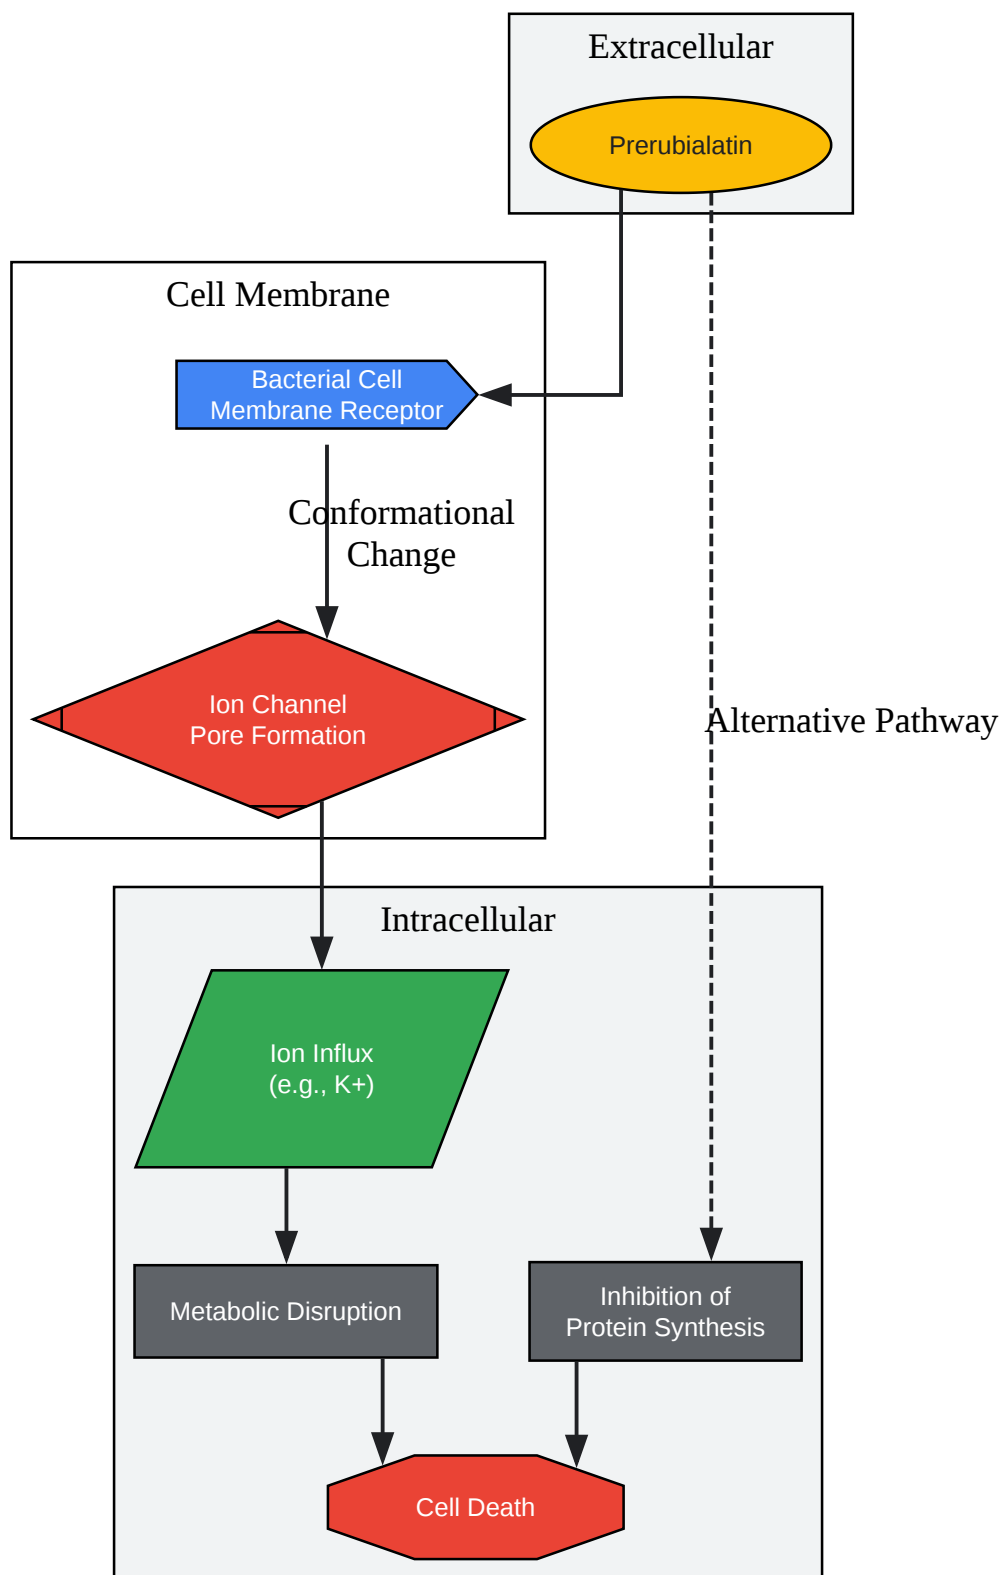 Extracellular
Prerubialatin
Cell Membrane
Bacterial Cell
Membrane Receptor
Conformational
Change
Ion Channel
Pore Formation
Alternative Pathway
Intracellular
Ion Influx
(e.g., K+)
Metabolic Disruption
Inhibition of
Protein Synthesis
Cell Death